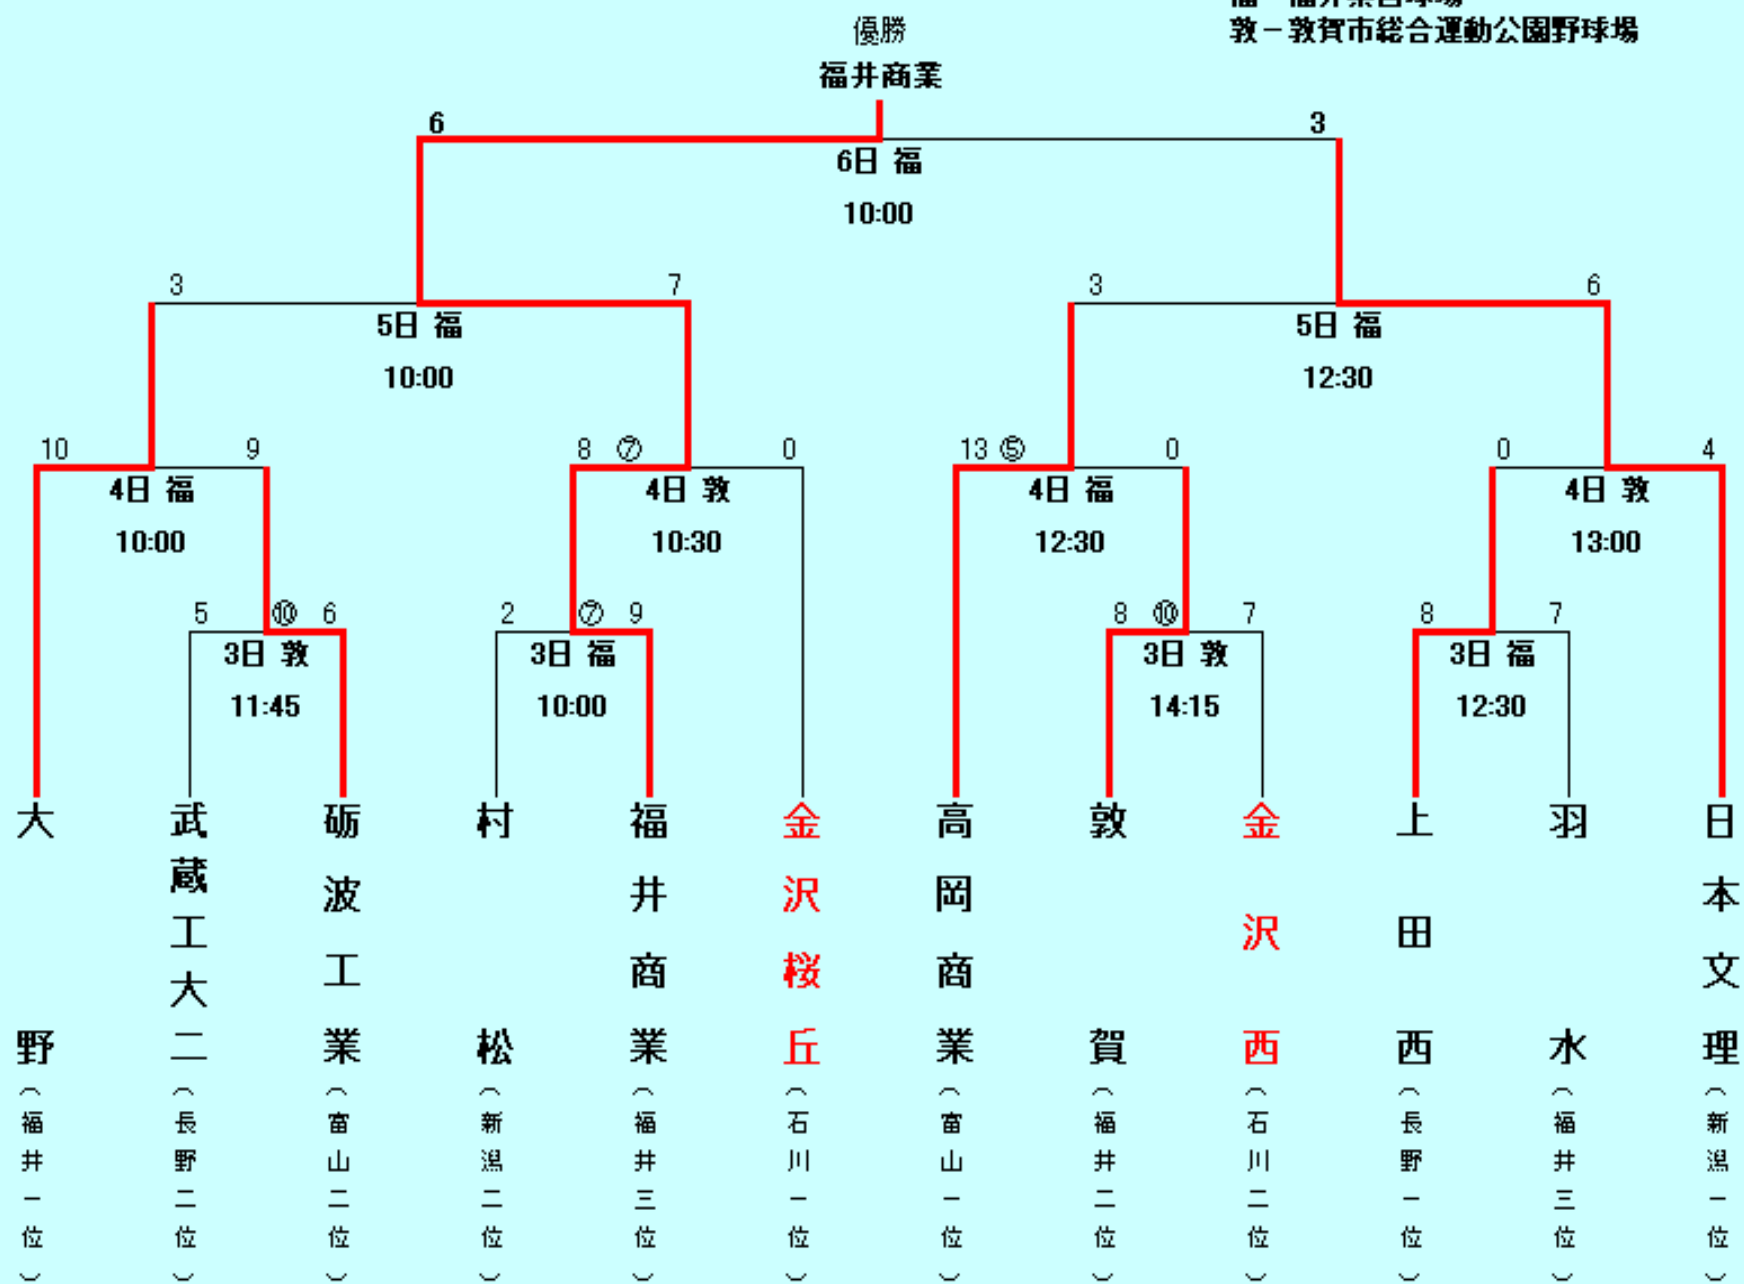 敦－敦賀市総合運動公園野球場
優勝
福井商業
6 3
6日 福
10:00
3 7 3 6
5日 福 5日 福
10:00 12:30
10 9 8 ⑦ 0 13 ⑤ 0 0 4
4日 福 4日 敦 4日 福 4日 敦
10:00 10:30 12:30 13:00
5 ⑩ 6 2 ⑦ 9 8 ⑩ 7 8 7
3日 敦 3日 福 3日 敦 3日 福
11:45 10:00 14:15 12:30
大野（福井一位）
武蔵工大二（長野二位）
砺波工業（富山二位）
村松（新潟二位）
福井商業（福井三位）
金沢桜丘（石川一位）
高岡商業（富山一位）
敦賀（福井二位）
金沢西（石川二位）
上田西（長野一位）
羽水（福井三位）
日本文理（新潟一位）